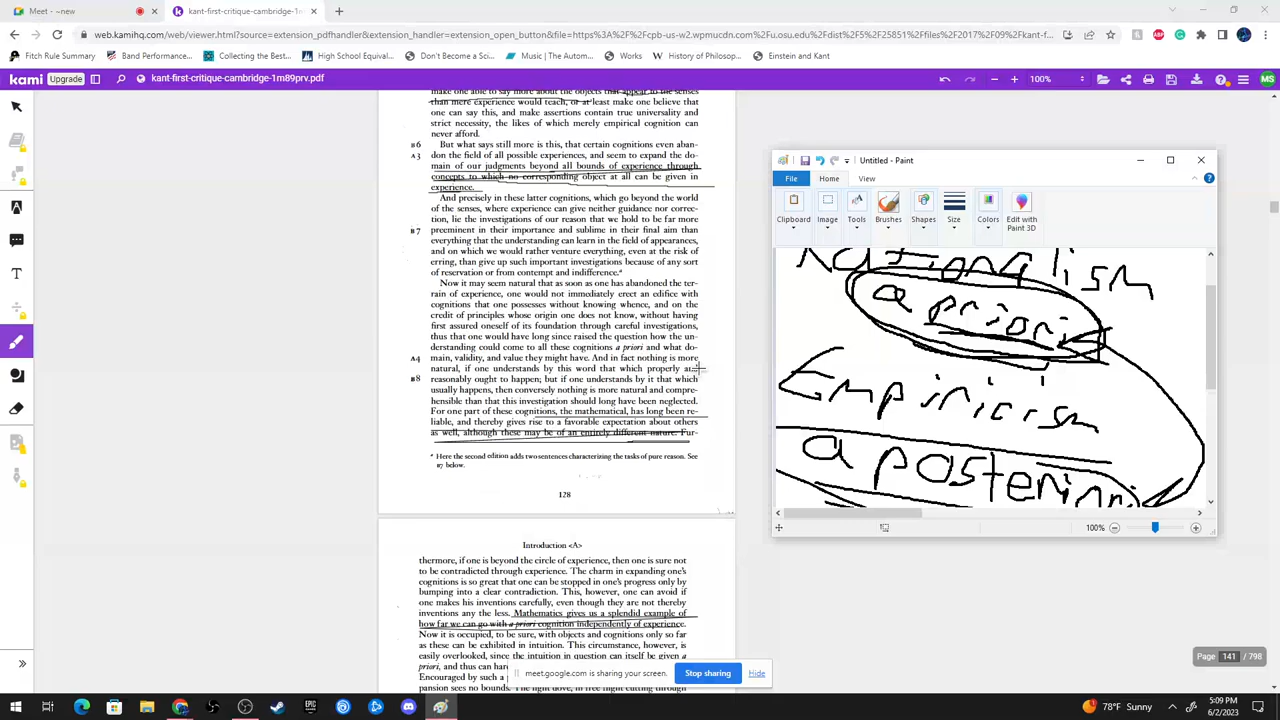 Meet - ~new
kant-first-critique-cambridge-1m
web.kamihq.com/web/viewer.html?source=extension_pdfhandler&extension_handler=extension_open_button&file=https%3A%2F%2Fcpb-us-w2.wpmucdn.com%2Fu.osu.edu%2Fdist%2F5%2F25851%2Ffiles%2F2017%2F09%2Fkant-f...
Fitch Rule Summary
Band Performance...
Collecting the Best...
High School Equival...
Don't Become a Sci...
Music | The Autom...
Works
History of Philosop...
Einstein and Kant
kami
Upgrade
kant-first-critique-cambridge-1m89prv.pdf
100%
MS
make one able to say more about the objects that appear to the senses
than mere experience would teach, or at least make one believe that
one can say this, and make assertions contain true universality and
strict necessity, the likes of which merely empirical cognition can
never afford.
B6 But what says still more is this, that certain cognitions even aban-
A3 don the field of all possible experiences, and seem to expand the do-
main of our judgments beyond all bounds of experience through
concepts to which no corresponding object at all can be given in
experience.
And precisely in these latter cognitions, which go beyond the world
of the senses, where experience can give neither guidance nor correc-
tion, lie the investigations of our reason that we hold to be far more
B7 preeminent in their importance and sublime in their final aim than
everything that the understanding can learn in the field of appearances,
and on which we would rather venture everything, even at the risk of
erring, than give up such important investigations because of any sort
of reservation or from contempt and indifference.ᵃ
Now it may seem natural that as soon as one has abandoned the ter-
rain of experience, one would not immediately erect an edifice with
cognitions that one possesses without knowing whence, and on the
credit of principles whose origin one does not know, without having
first assured oneself of its foundation through careful investigations,
thus that one would have long since raised the question how the un-
derstanding could come to all these cognitions a priori and what do-
A4 main, validity, and value they might have. And in fact nothing is more
natural, if one understands by this word that which properly a
B8 reasonably ought to happen; but if one understands by it that which
usually happens, then conversely nothing is more natural and compre-
hensible than that this investigation should long have been neglected.
For one part of these cognitions, the mathematical, has long been re-
liable, and thereby gives rise to a favorable expectation about others
as well, although these may be of an entirely different nature. Fur-
ᵃ Here the second edition adds two sentences characterizing the tasks of pure reason. See
B7 below.
128
Introduction <A>
thermore, if one is beyond the circle of experience, then one is sure not
to be contradicted through experience. The charm in expanding one's
cognitions is so great that one can be stopped in one's progress only by
bumping into a clear contradiction. This, however, one can avoid if
one makes his inventions carefully, even though they are not thereby
inventions any the less. Mathematics gives us a splendid example of
how far we can go with a priori cognition independently of experience.
Now it is occupied, to be sure, with objects and cognitions only so far
as these can be exhibited in intuition. This circumstance, however, is
easily overlooked, since the intuition in question can itself be given a
priori, and thus can har
Encouraged by such a
pansion sees no bounds. The light dove, in free flight cutting through
Untitled - Paint
File
Home
View
Clipboard
Image
Tools
Brushes
Shapes
Size
Colors
Edit with
Paint 3D
Rationalism
a priori
Empiricism
a posteriori
100%
Page 141 / 798
meet.google.com is sharing your screen.
Stop sharing
Hide
78°F Sunny
5:09 PM
6/2/2023